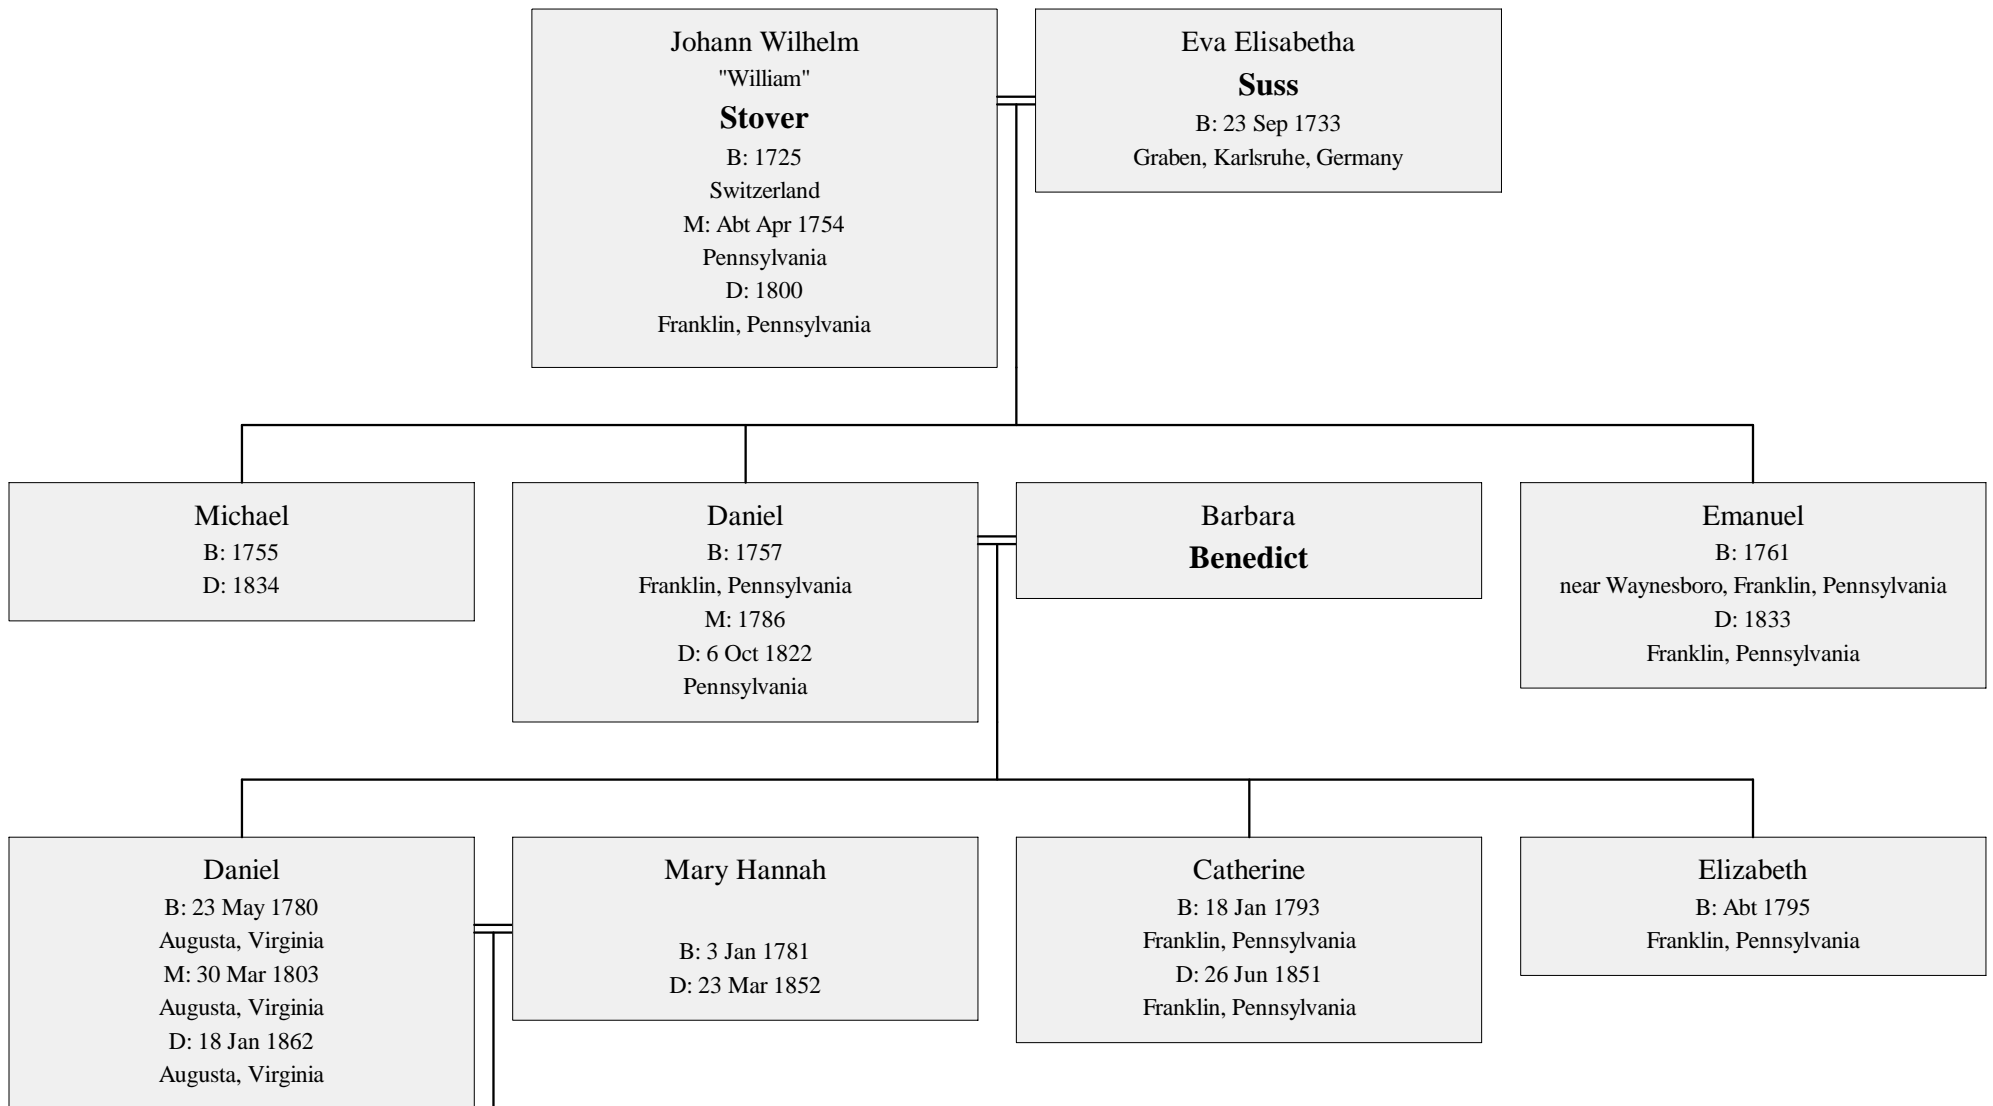 Johann Wilhelm
"William"
Stover
B: 1725
Switzerland
M: Abt Apr 1754
Pennsylvania
D: 1800
Franklin, Pennsylvania
Eva Elisabetha
Suss
B: 23 Sep 1733
Graben, Karlsruhe, Germany
Michael
B: 1755
D: 1834
Daniel
B: 1757
Franklin, Pennsylvania
M: 1786
D: 6 Oct 1822
Pennsylvania
Barbara
Benedict
Emanuel
B: 1761
near Waynesboro, Franklin, Pennsylvania
D: 1833
Franklin, Pennsylvania
Daniel
B: 23 May 1780
Augusta, Virginia
M: 30 Mar 1803
Augusta, Virginia
D: 18 Jan 1862
Augusta, Virginia
Mary Hannah
B: 3 Jan 1781
D: 23 Mar 1852
Catherine
B: 18 Jan 1793
Franklin, Pennsylvania
D: 26 Jun 1851
Franklin, Pennsylvania
Elizabeth
B: Abt 1795
Franklin, Pennsylvania